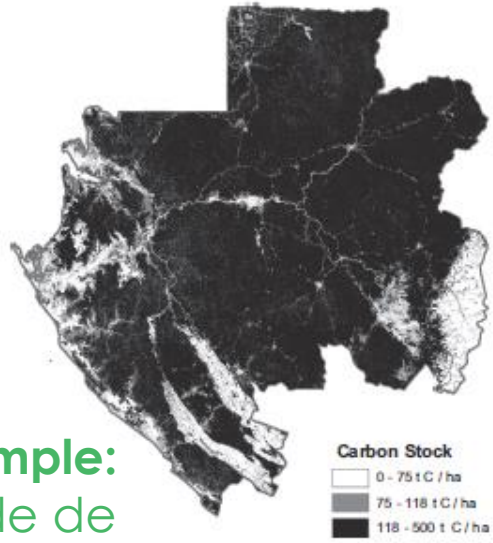 mple:
le de
Carbon Stock
0 - 75 t C / ha
75 - 118 t C / ha
118 - 500 t C / ha